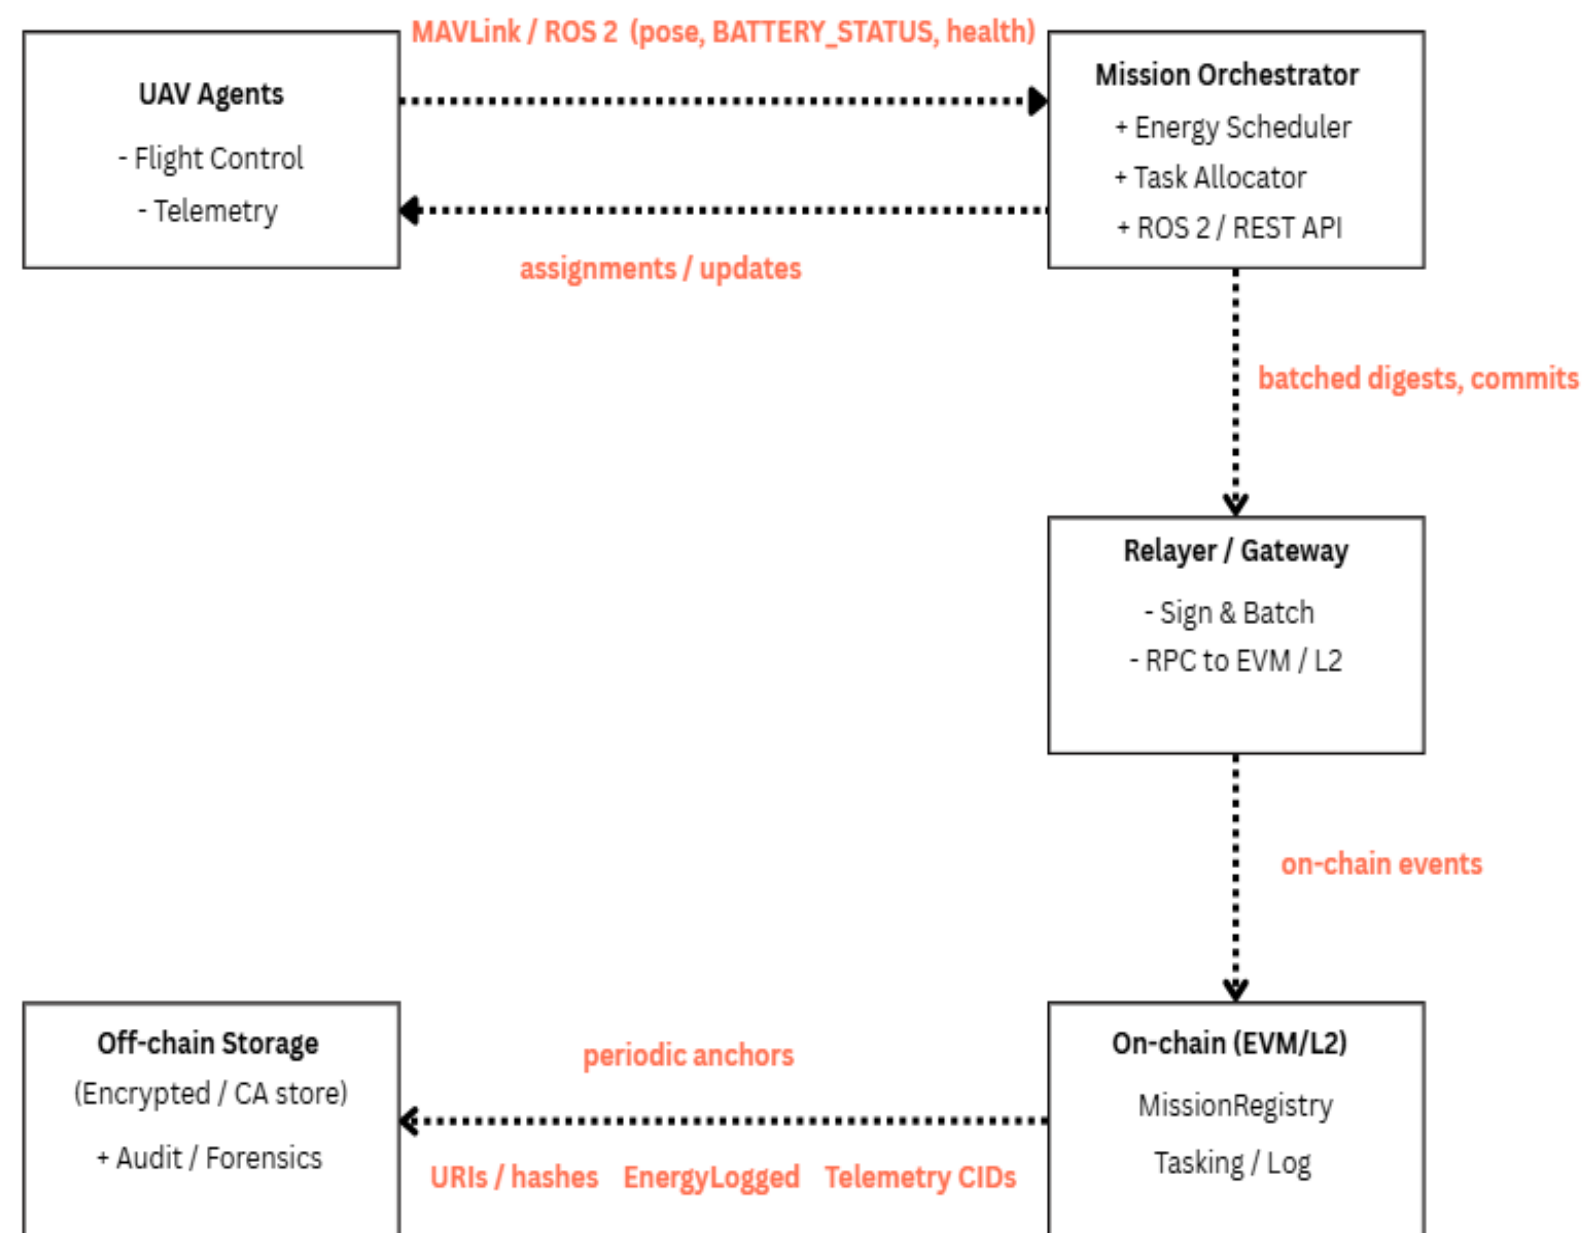 MAVLink / ROS 2 (pose, BATTERY_STATUS, health)
UAV Agents
- Flight Control
- Telemetry
Mission Orchestrator
+ Energy Scheduler
+ Task Allocator
+ ROS 2 / REST API
assignments / updates
batched digests, commits
Relayer / Gateway
- Sign & Batch
- RPC to EVM / L2
on-chain events
Off-chain Storage
(Encrypted / CA store)
+ Audit / Forensics
periodic anchors
URIs / hashes EnergyLogged Telemetry CIDs
On-chain (EVM/L2)
MissionRegistry
Tasking / Log